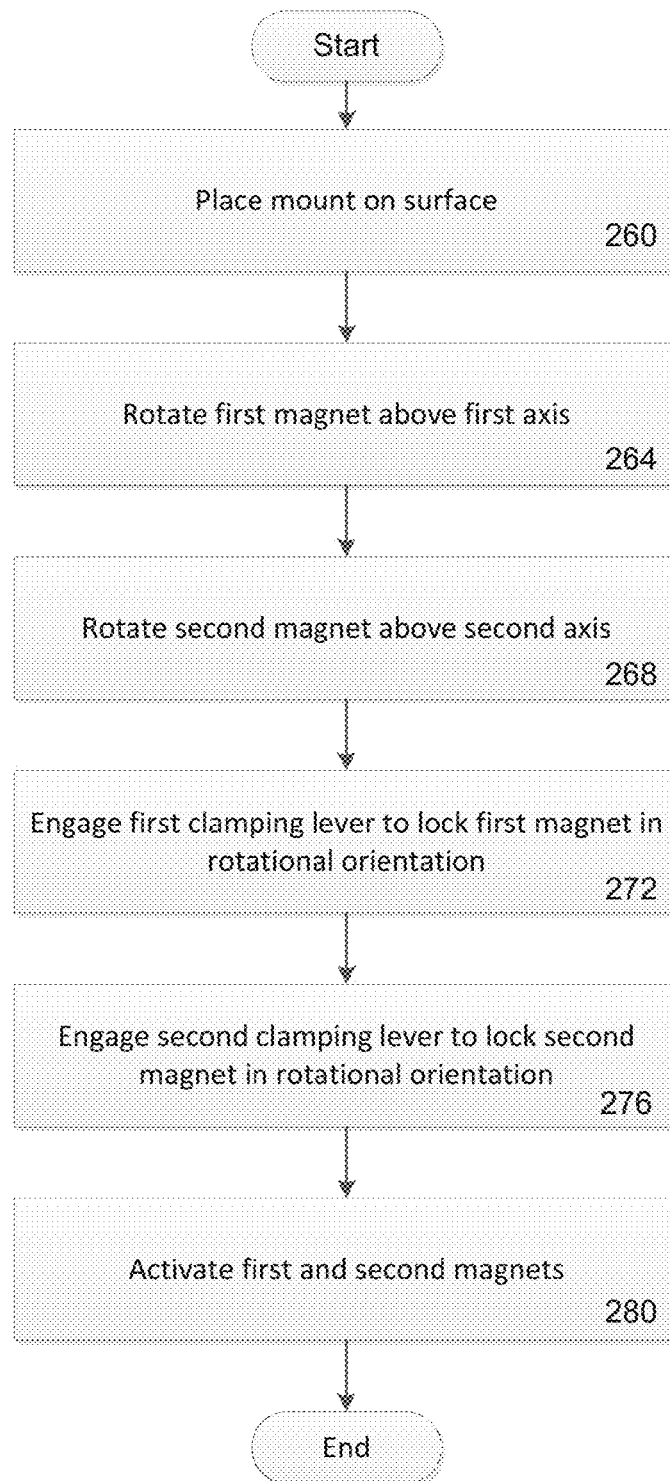 Start
Place mount on surface
260
Rotate first magnet above first axis
264
Rotate second magnet above second axis
268
Engage first clamping lever to lock first magnet in
rotational orientation
272
Engage second clamping lever to lock second
magnet in rotational orientation
276
Activate first and second magnets
280
End